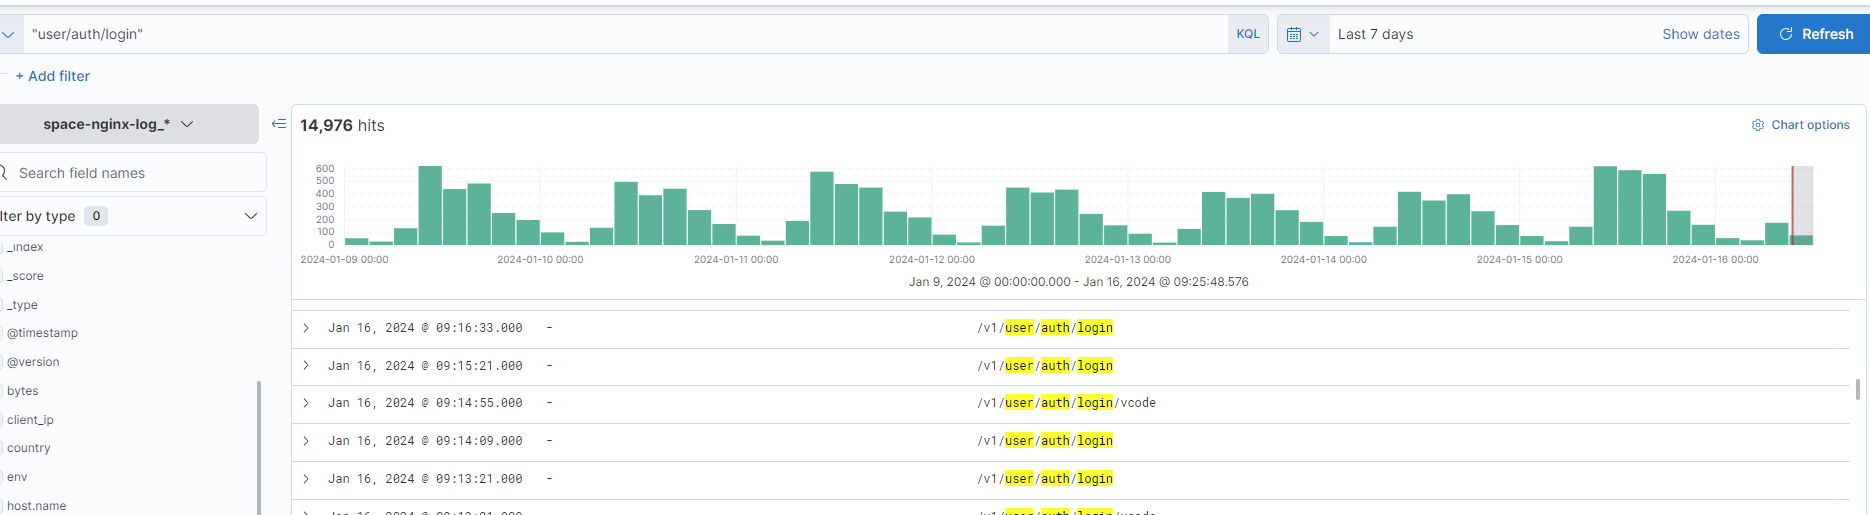 "user/auth/login" KQL Last 7 days Show dates Refresh
+ Add filter
space-nginx-log_*
Search field names
lter by type 0
_index
_score
_type
@timestamp
@version
bytes
client_ip
country
env
host.name
14,976 hits Chart options
600
500
400
300
200
100
0
2024-01-09 00:00 2024-01-10 00:00 2024-01-11 00:00 2024-01-12 00:00 2024-01-13 00:00 2024-01-14 00:00 2024-01-15 00:00 2024-01-16 00:00
Jan 9, 2024 @ 00:00:00.000 - Jan 16, 2024 @ 09:25:48.576
Jan 16, 2024 @ 09:16:33.000 - /v1/user/auth/login
Jan 16, 2024 @ 09:15:21.000 - /v1/user/auth/login
Jan 16, 2024 @ 09:14:55.000 - /v1/user/auth/login/vcode
Jan 16, 2024 @ 09:14:09.000 - /v1/user/auth/login
Jan 16, 2024 @ 09:13:21.000 - /v1/user/auth/login